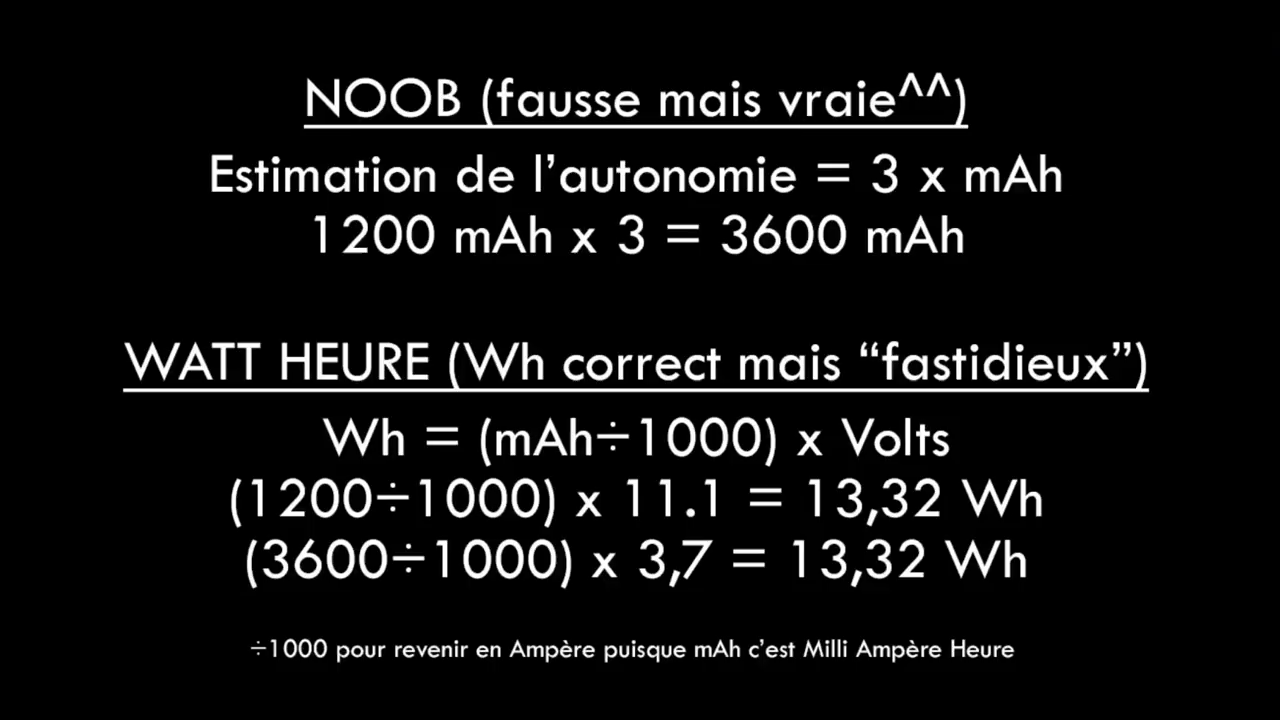 NOOB (fausse mais vraie^^)
Estimation de l’autonomie = 3 x mAh
1200 mAh x 3 = 3600 mAh
WATT HEURE (Wh correct mais “fastidieux”)
Wh = (mAh÷1000) x Volts
(1200÷1000) x 11.1 = 13,32 Wh
(3600÷1000) x 3,7 = 13,32 Wh
÷1000 pour revenir en Ampère puisque mAh c’est Milli Ampère Heure